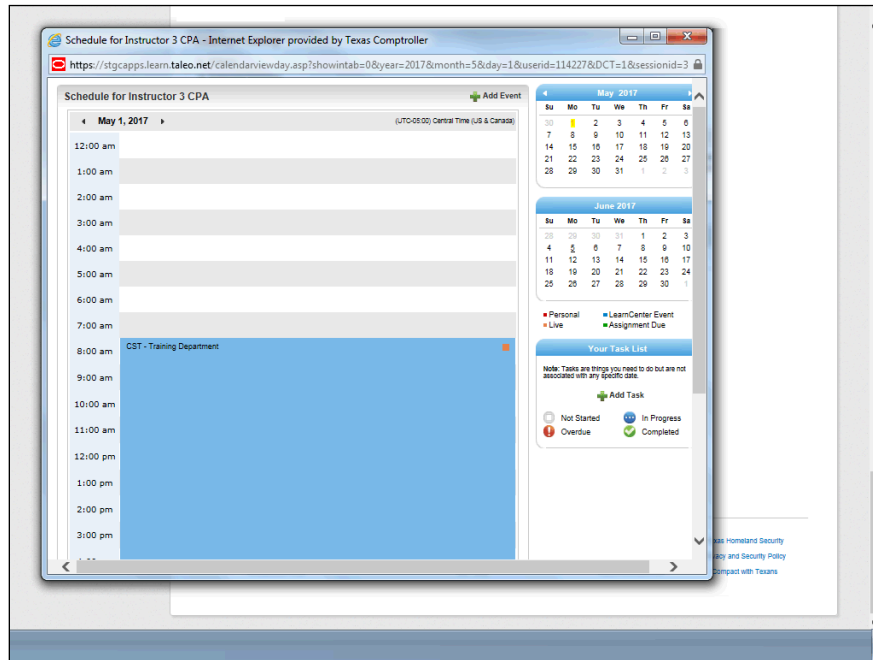 Schedule for Instructor 3 CPA - Internet Explorer provided by Texas Comptroller
https://stgcapps.learn.taleo.net/calendarviewday.asp?showintab=0&year=2017&month=5&day=1&userid=114227&DCT=1&sessionid=3
Schedule for Instructor 3 CPA
Add Event
May 1, 2017
(UTC-05:00) Central Time (US & Canada)
12:00 am
1:00 am
2:00 am
3:00 am
4:00 am
5:00 am
6:00 am
7:00 am
8:00 am CST - Training Department
9:00 am
10:00 am
11:00 am
12:00 pm
1:00 pm
2:00 pm
3:00 pm
May 2017
Su Mo Tu We Th Fr Sa
30 1 2 3 4 5 6
7 8 9 10 11 12 13
14 15 16 17 18 19 20
21 22 23 24 25 26 27
28 29 30 31 1 2 3
June 2017
Su Mo Tu We Th Fr Sa
28 29 30 31 1 2 3
4 5 6 7 8 9 10
11 12 13 14 15 16 17
18 19 20 21 22 23 24
25 26 27 28 29 30 1
Personal LearnCenter Event
Live Assignment Due
Your Task List
Note: Tasks are things you need to do but are not
associated with any specific date.
Add Task
Not Started In Progress
Overdue Completed
Homeland Security
and Security Policy
Compact with Texans